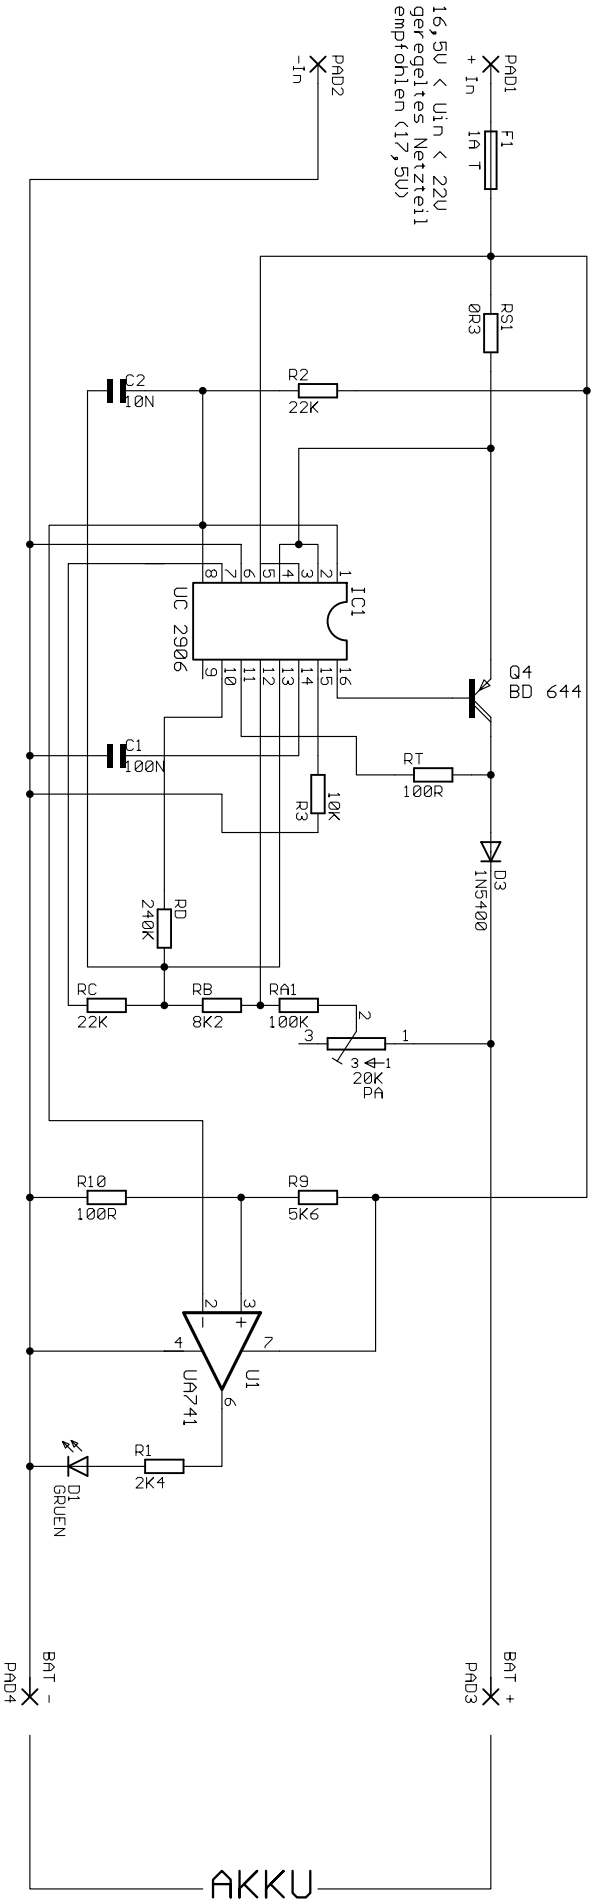 16,5V < Uin < 22V
geregeltes Netzteil
empfohlen (17,5V)
PAD1
+ In
PAD2
-In
F1
1A T
RS1
0R3
C2
10N
R2
22K
8 7 6 5 4 3 2 1
IC1
UC 2906
9 10 11 12 13 14 15 16
Q4
BD 644
C1
100N
RT
100R
10K
R3
D3
1N5400
RD
240K
RC
22K
RB
8K2
RA1
100K
2
3
1
3 1
20K
PA
R10
100R
R9
5K6
2
3
-
+
4
7
U1
UA741
6
R1
2K4
D1
GRUEN
BAT +
PAD3
BAT -
PAD4
AKKU